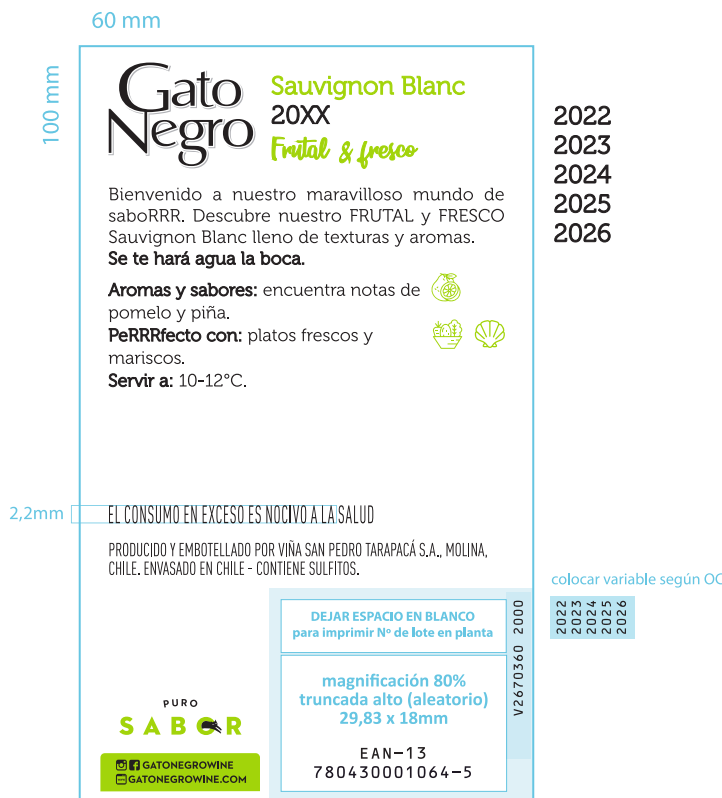 60 mm
100 mm
Gato
Negro
Sauvignon Blanc
20XX
Frutal & fresco
2022
2023
2024
2025
2026
Bienvenido a nuestro maravilloso mundo de
saboRRR. Descubre nuestro FRUTAL y FRESCO
Sauvignon Blanc lleno de texturas y aromas.
Se te hará agua la boca.
Aromas y sabores: encuentra notas de
pomelo y piña.
PeRRRfecto con: platos frescos y
mariscos.
Servir a: 10-12°C.
2,2mm
EL CONSUMO EN EXCESO ES NOCIVO A LA SALUD
PRODUCIDO Y EMBOTELLADO POR VIÑA SAN PEDRO TARAPACÁ S.A., MOLINA,
CHILE. ENVASADO EN CHILE - CONTIENE SULFITOS.
colocar variable según OC
2022
2023
2024
2025
2026
DEJAR ESPACIO EN BLANCO
para imprimir Nº de lote en planta
V2670360 2000
magnificación 80%
truncada alto (aleatorio)
29,83 x 18mm
EAN-13
780430001064-5
PURO
SABOR
GATONEGROWINE
GATONEGROWINE.COM